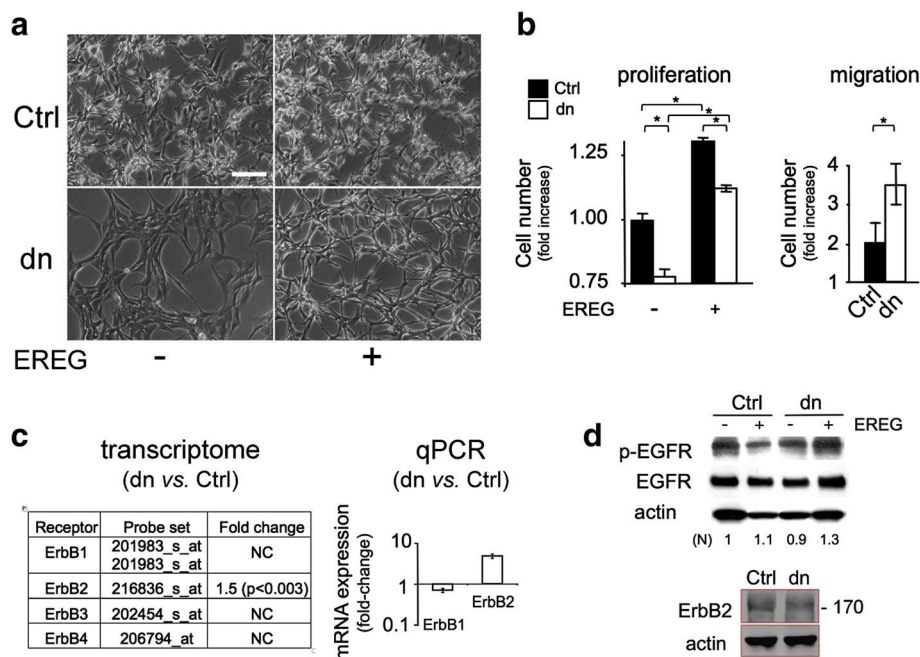 a
Ctrl
dn
EREG - +
b
proliferation
Ctrl
dn
Cell number
(fold increase)
* * * *
1.25
1.00
0.75
EREG - +
migration
*
Cell number
(fold increase)
4
3
2
1
Ctrl
dn
c
transcriptome
(dn vs. Ctrl)
Receptor Probe set Fold change
ErbB1 201983_s_at NC
201983_s_at
ErbB2 216836_s_at 1.5 (p<0.003)
ErbB3 202454_s_at NC
ErbB4 206794_at NC
qPCR
(dn vs. Ctrl)
mRNA expression
(fold-change)
10
1
0.1
ErbB1
ErbB2
d
Ctrl dn
- + - + EREG
p-EGFR
EGFR
actin
(N) 1 1.1 0.9 1.3
Ctrl dn
ErbB2 - 170
actin